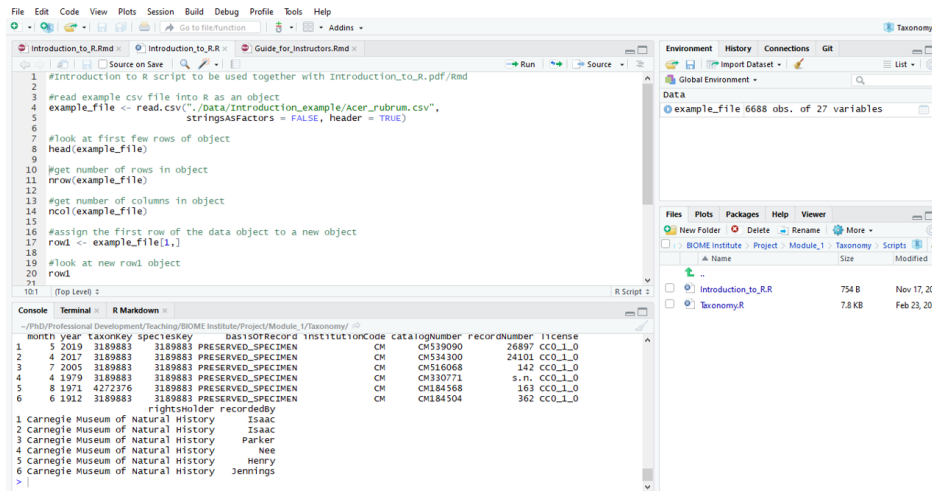 File Edit Code View Plots Session Build Debug Profile Tools Help
Go to file/function Addins Taxonomy
Introduction_to_R.Rmd Introduction_to_R.R Guide_for_Instructors.Rmd
Source on Save Run Source
1 #Introduction to R script to be used together with Introduction_to_R.pdf/Rmd
2
3 #read example csv file into R as an object
4 example_file <- read.csv("./Data/Introduction_example/Acer_rubrum.csv",
5 stringsAsFactors = FALSE, header = TRUE)
6
7 #look at first few rows of object
8 head(example_file)
9
10 #get number of rows in object
11 nrow(example_file)
12
13 #get number of columns in object
14 ncol(example_file)
15
16 #assign the first row of the data object to a new object
17 row1 <- example_file[1,]
18
19 #look at new row1 object
20 row1
21
10:1 (Top Level) R Script
Console Terminal R Markdown
~/PhD/Professional Development/Teaching/BIOME Institute/Project/Module_1/Taxonomy/
month year taxonKey speciesKey basisOfRecord institutionCode catalogNumber recordNumber license
1 5 2019 3189883 3189883 PRESERVED_SPECIMEN CM CM539090 26897 CC0_1_0
2 4 2017 3189883 3189883 PRESERVED_SPECIMEN CM CM534300 24101 CC0_1_0
3 7 2005 3189883 3189883 PRESERVED_SPECIMEN CM CM516068 142 CC0_1_0
4 4 1979 3189883 3189883 PRESERVED_SPECIMEN CM CM330771 s.n. CC0_1_0
5 8 1971 4272376 3189883 PRESERVED_SPECIMEN CM CM184568 163 CC0_1_0
6 6 1912 3189883 3189883 PRESERVED_SPECIMEN CM CM184504 362 CC0_1_0
rightsHolder recordedBy
1 Carnegie Museum of Natural History Isaac
2 Carnegie Museum of Natural History Isaac
3 Carnegie Museum of Natural History Parker
4 Carnegie Museum of Natural History Nee
5 Carnegie Museum of Natural History Henry
6 Carnegie Museum of Natural History Jennings
>
Environment History Connections Git
Import Dataset List
Global Environment
Data
example_file 6688 obs. of 27 variables
Files Plots Packages Help Viewer
New Folder Delete Rename More
BIOME Institute > Project > Module_1 > Taxonomy > Scripts
Name Size Modified
..
Introduction_to_R.R 754 B Nov 17, 20
Taxonomy.R 7.8 KB Feb 23, 20